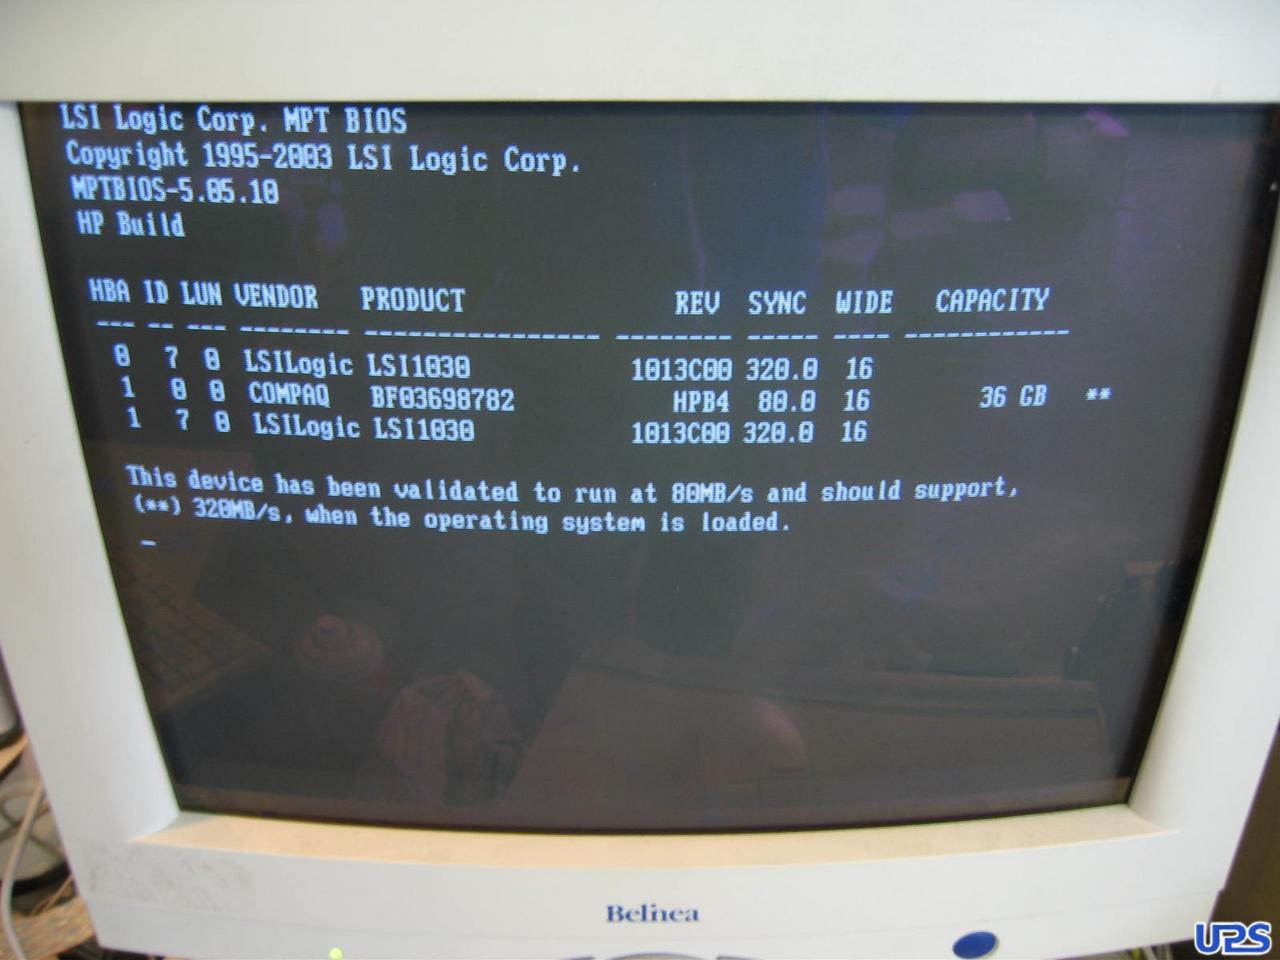 LSI Logic Corp. MPT BIOS
Copyright 1995-2003 LSI Logic Corp.
MPTBIOS-5.05.10
HP Build
HBA ID LUN VENDOR PRODUCT REV SYNC WIDE CAPACITY
--- -- --- -------- ---------------- -------- ----- ---- ------------
0 7 0 LSILogic LSI1030 1013C00 320.0 16
1 0 0 COMPAQ BF03698782 HPB4 80.0 16 36 GB **
1 7 0 LSILogic LSI1030 1013C00 320.0 16
This device has been validated to run at 80MB/s and should support,
(**) 320MB/s, when the operating system is loaded.
_
Belinea
UPS